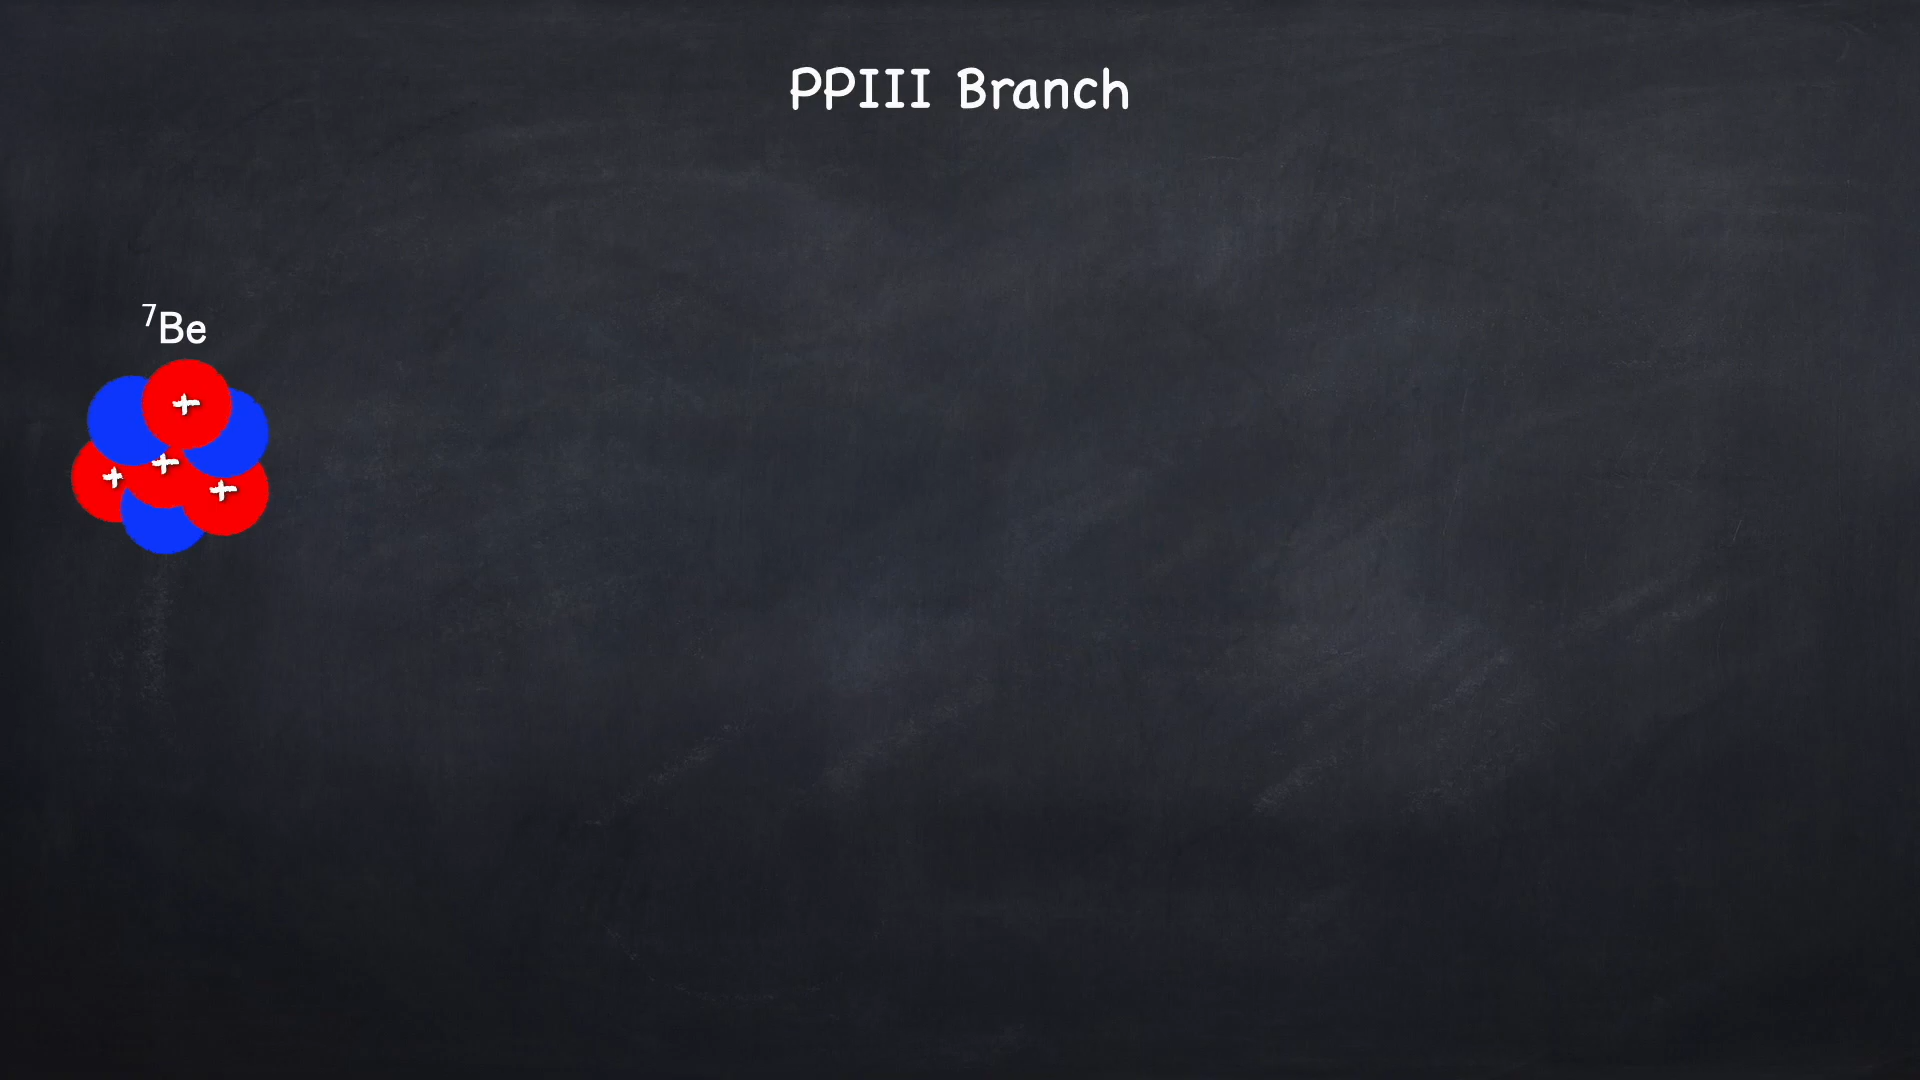 PPIII Branch
⁷Be
+
+
+
+